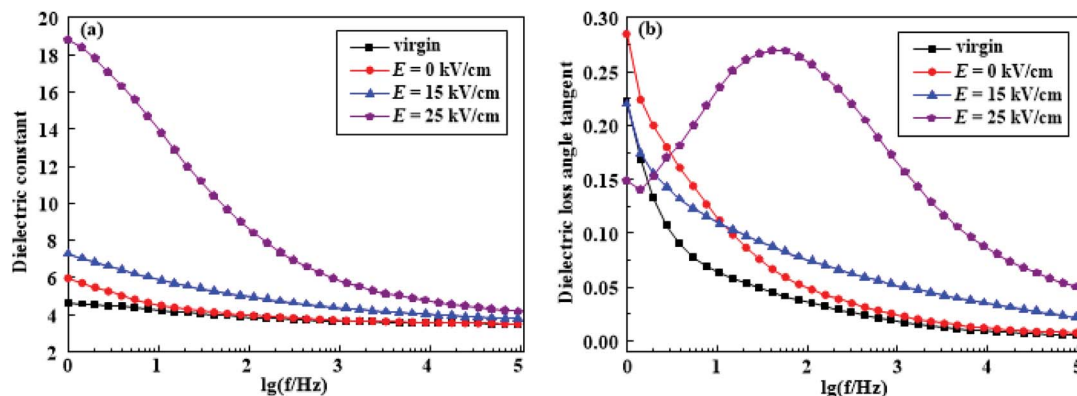 (a)
virgin
E = 0 kV/cm
E = 15 kV/cm
E = 25 kV/cm
Dielectric constant
20
18
16
14
12
10
8
6
4
2
0 1 2 3 4 5
lg(f/Hz)
(b)
virgin
E = 0 kV/cm
E = 15 kV/cm
E = 25 kV/cm
Dielectric loss angle tangent
0.30
0.25
0.20
0.15
0.10
0.05
0.00
0 1 2 3 4 5
lg(f/Hz)